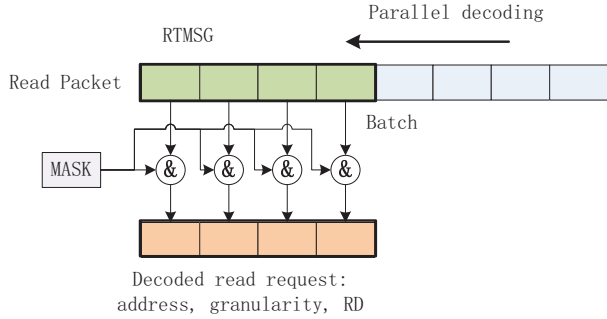 Parallel decoding
RTMSG
Read Packet
Batch
MASK
& & & &
Decoded read request:
address, granularity, RD